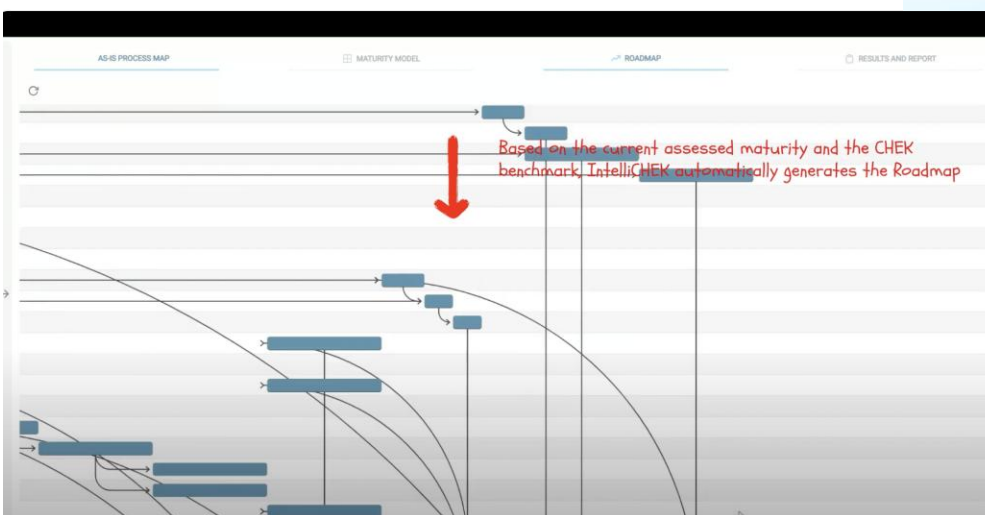 AS-IS PROCESS MAP
MATURITY MODEL
ROADMAP
RESULTS AND REPORT
Based on the current assessed maturity and the CHEK
benchmark, IntelliCHEK automatically generates the Roadmap